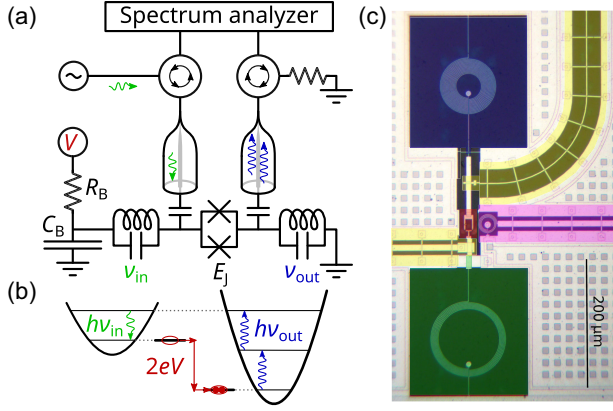 (a)
Spectrum analyzer
V
R_B
C_B
ν_in
E_J
ν_out
(b)
hν_in
2eV
hν_out
(c)
200 μm